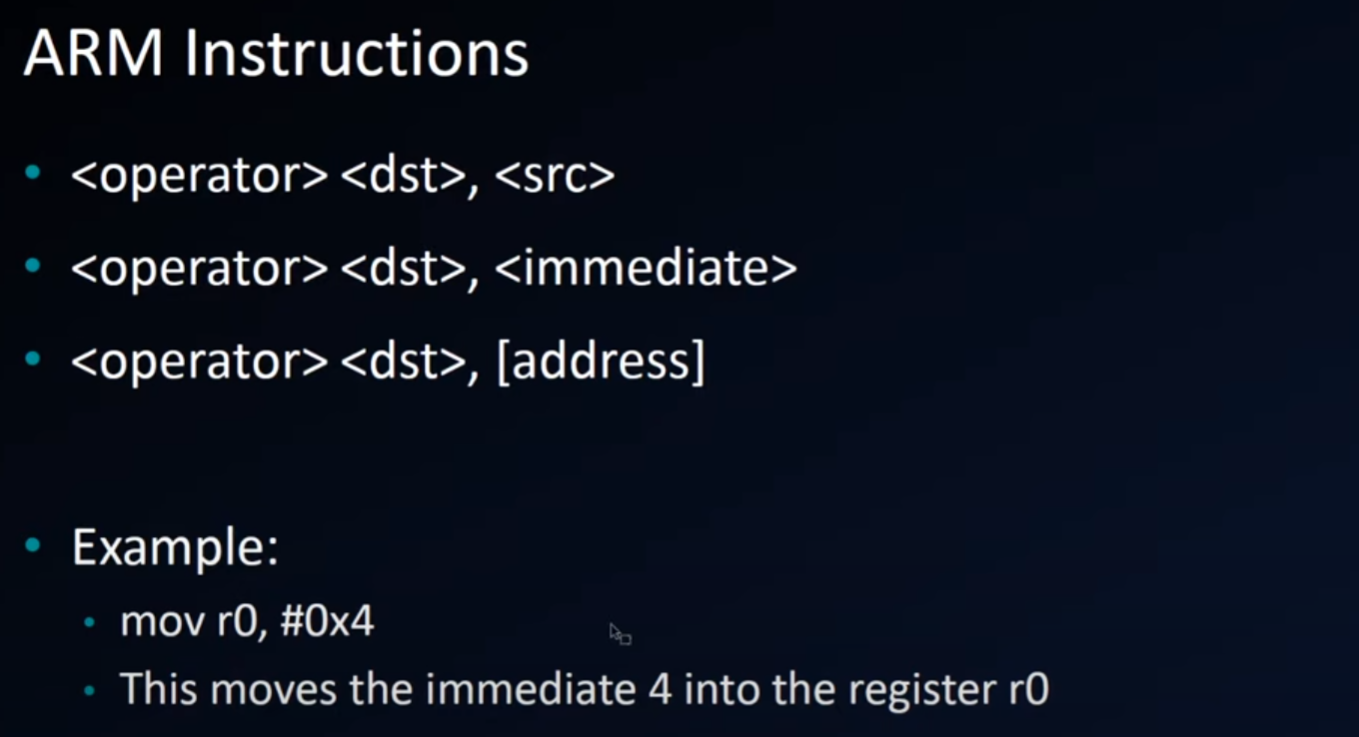 ARM Instructions
• <operator> <dst>, <src>
• <operator> <dst>, <immediate>
• <operator> <dst>, [address]
• Example:
• mov r0, #0x4
• This moves the immediate 4 into the register r0